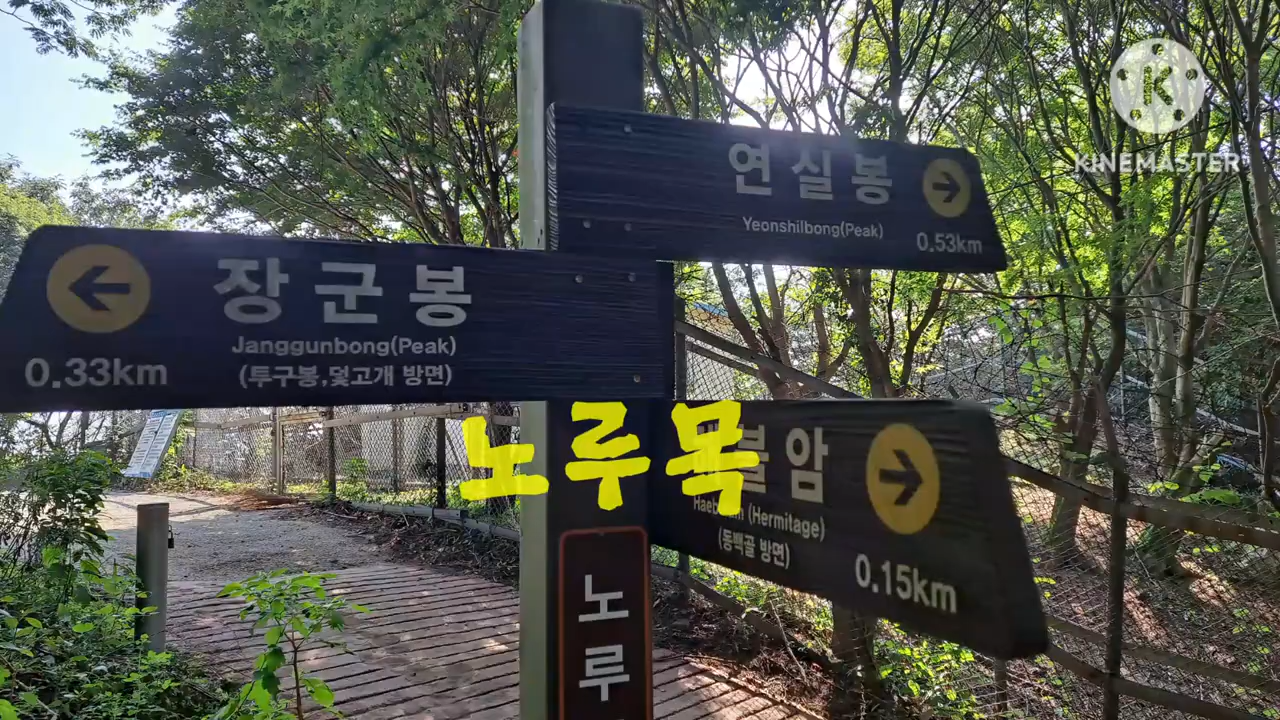 연실봉
Yeonshilbong(Peak)
0.53km
장군봉
Janggunbong(Peak)
(투구봉,덫고개 방면)
0.33km
노루목
불암
(Hermitage)
(동백골 방면)
0.15km
노루
KINEMASTER